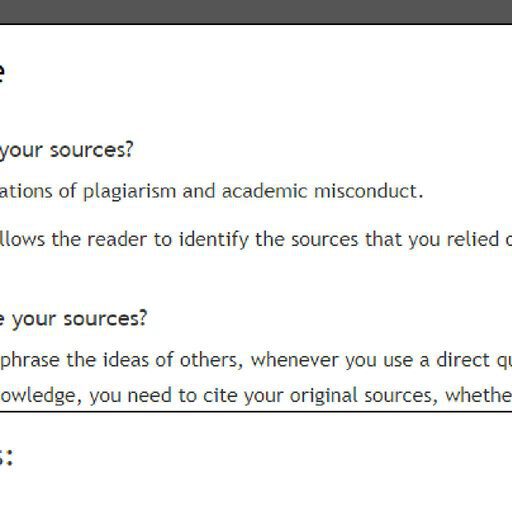 e
your sources?
ations of plagiarism and academic misconduct.
llows the reader to identify the sources that you relied o
e your sources?
phrase the ideas of others, whenever you use a direct qu
owledge, you need to cite your original sources, whethe
s: